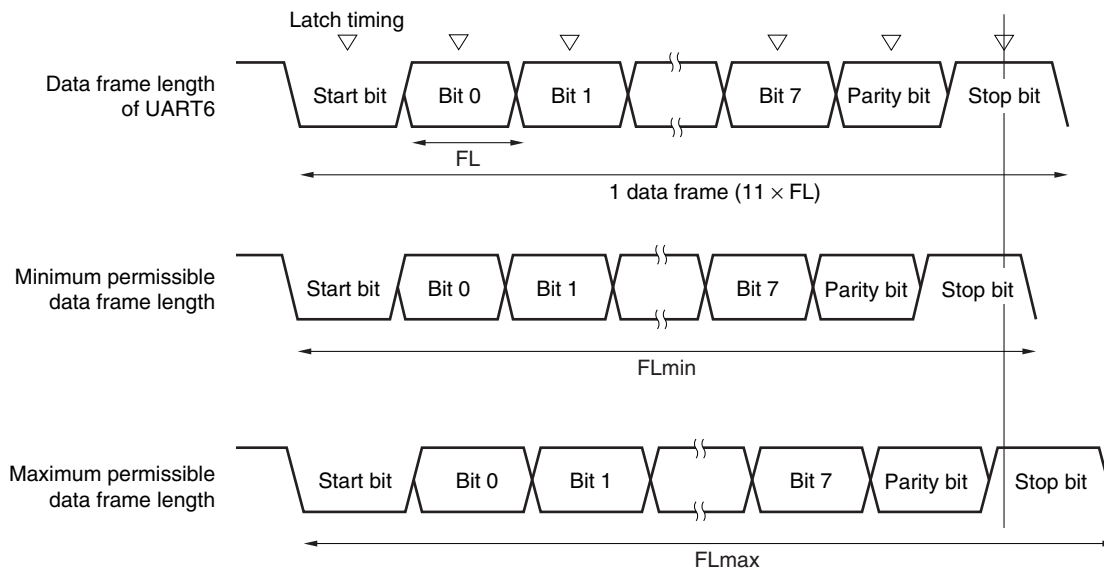 Latch timing
Data frame length
of UART6
Start bit
Bit 0
Bit 1
Bit 7
Parity bit
Stop bit
FL
1 data frame (11 × FL)
Minimum permissible
data frame length
Start bit
Bit 0
Bit 1
Bit 7
Parity bit
Stop bit
FLmin
Maximum permissible
data frame length
Start bit
Bit 0
Bit 1
Bit 7
Parity bit
Stop bit
FLmax